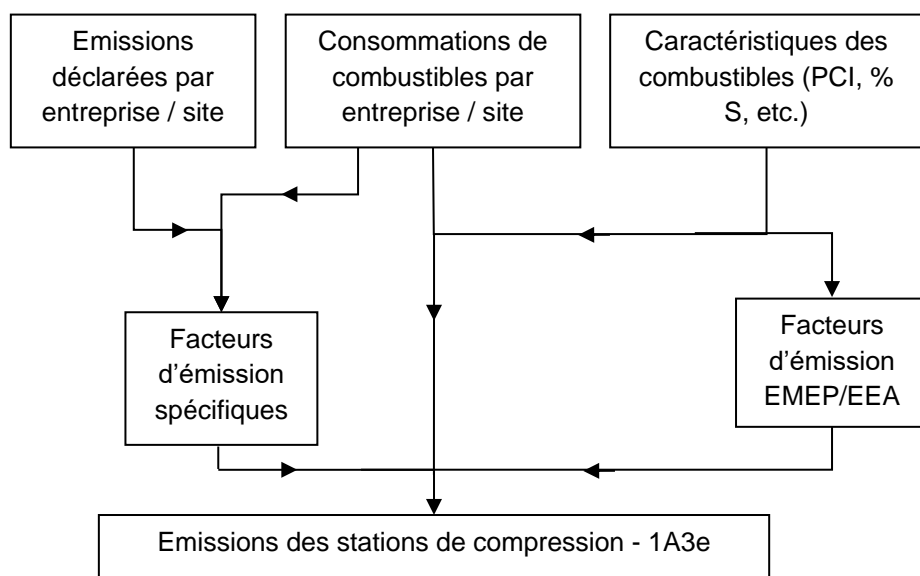 Emissions
déclarées par
entreprise / site
Consommations de
combustibles par
entreprise / site
Caractéristiques des
combustibles (PCI, %
S, etc.)
Facteurs
d’émission
spécifiques
Facteurs
d’émission
EMEP/EEA
Emissions des stations de compression - 1A3e